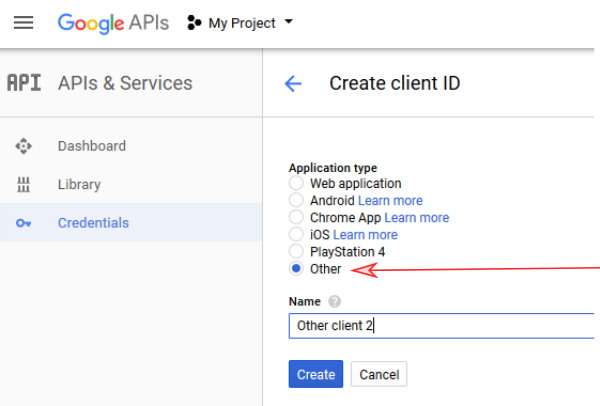 Google APIs My Project
API APIs & Services
Create client ID
Dashboard
Library
Credentials
Application type
Web application
Android Learn more
Chrome App Learn more
iOS Learn more
PlayStation 4
Other
Name ?
Other client 2
Create Cancel